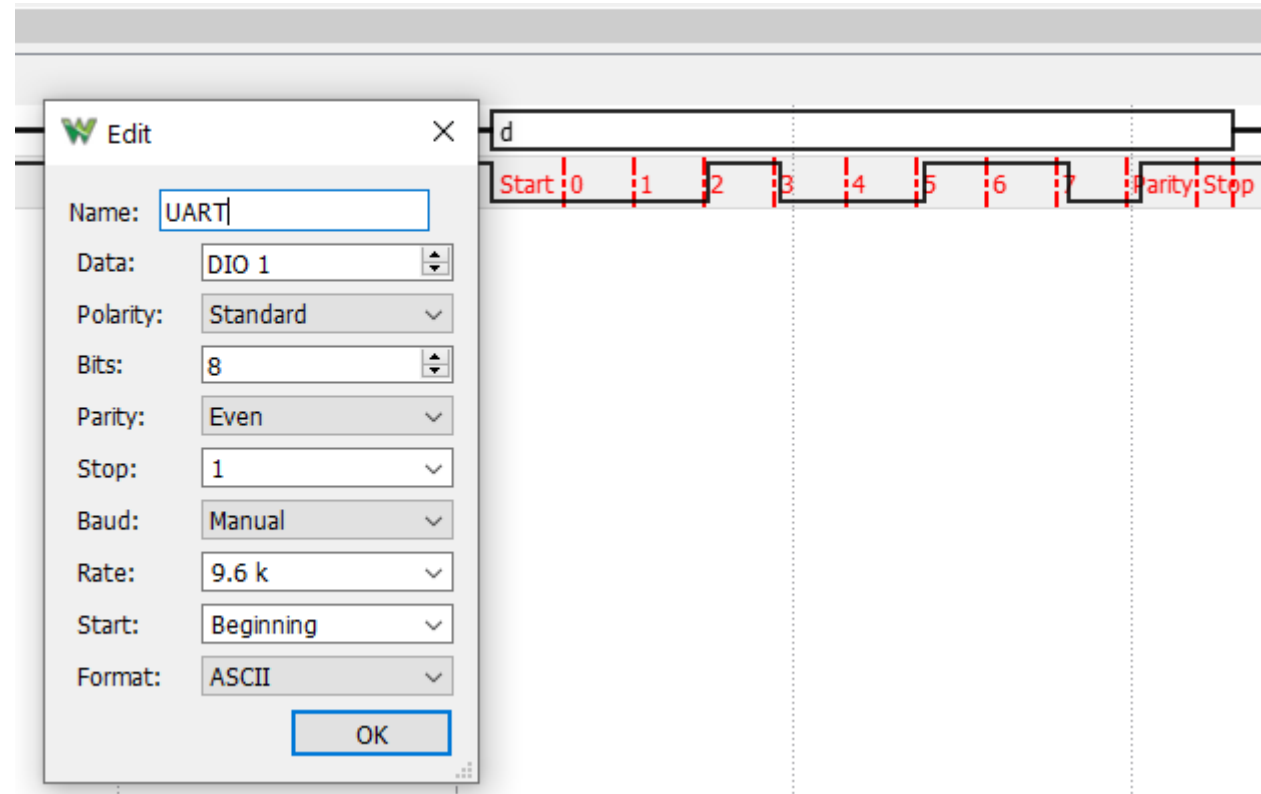 Edit
d
Start 0 1 2 3 4 5 6 7 Parity Stop
Name: UART
Data: DIO 1
Polarity: Standard
Bits: 8
Parity: Even
Stop: 1
Baud: Manual
Rate: 9.6 k
Start: Beginning
Format: ASCII
OK